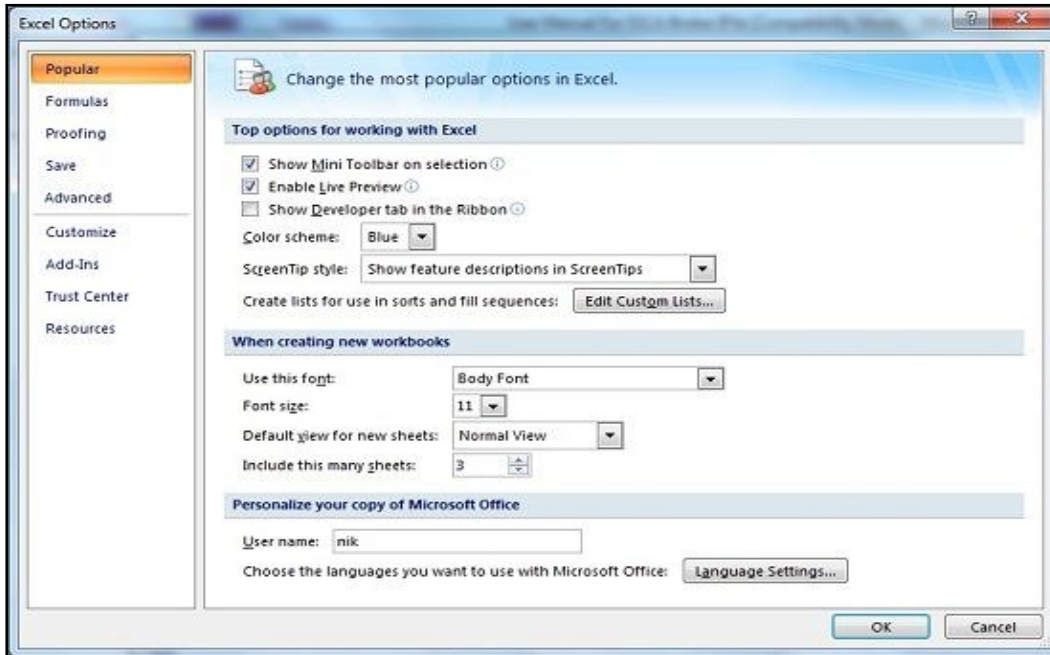 Excel Options
Popular
Formulas
Proofing
Save
Advanced
Customize
Add-Ins
Trust Center
Resources
Change the most popular options in Excel.
Top options for working with Excel
Show Mini Toolbar on selection
Enable Live Preview
Show Developer tab in the Ribbon
Color scheme: Blue
ScreenTip style: Show feature descriptions in ScreenTips
Create lists for use in sorts and fill sequences: Edit Custom Lists...
When creating new workbooks
Use this font: Body Font
Font size: 11
Default view for new sheets: Normal View
Include this many sheets: 3
Personalize your copy of Microsoft Office
User name: nik
Choose the languages you want to use with Microsoft Office: Language Settings...
OK Cancel